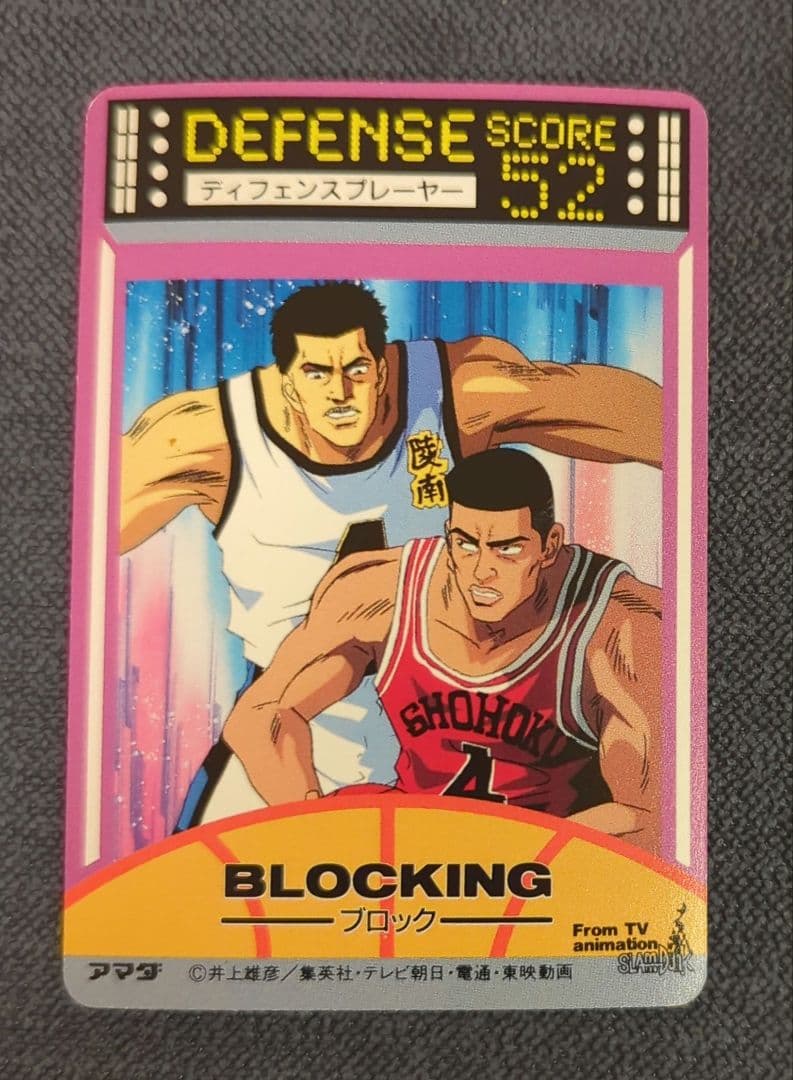 DEFENSE SCORE
ディフェンスプレーヤー 52
陵南
SHOHOKU
4
BLOCKING
ブロック
From TV
animation SLAM DUNK
アマダ ©井上雄彦／集英社・テレビ朝日・電通・東映動画